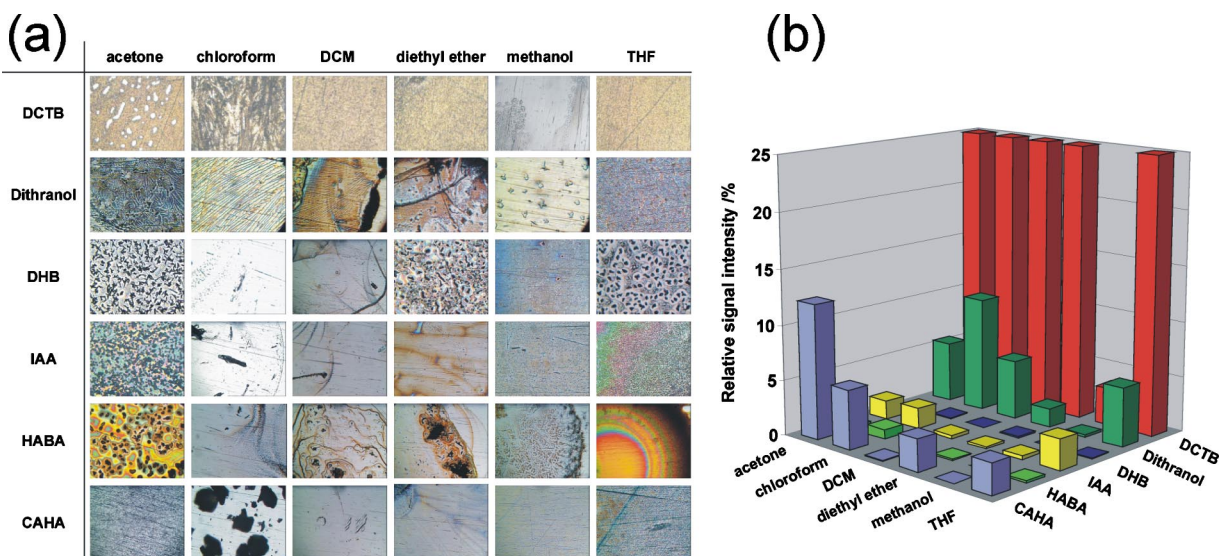 (a)
acetone chloroform DCM diethyl ether methanol THF
DCTB
Dithranol
DHB
IAA
HABA
CAHA
(b)
Relative signal intensity /%
25
20
15
10
5
0
acetone
chloroform
DCM
diethyl ether
methanol
THF
CAHA
HABA
IAA
DHB
Dithranol
DCTB